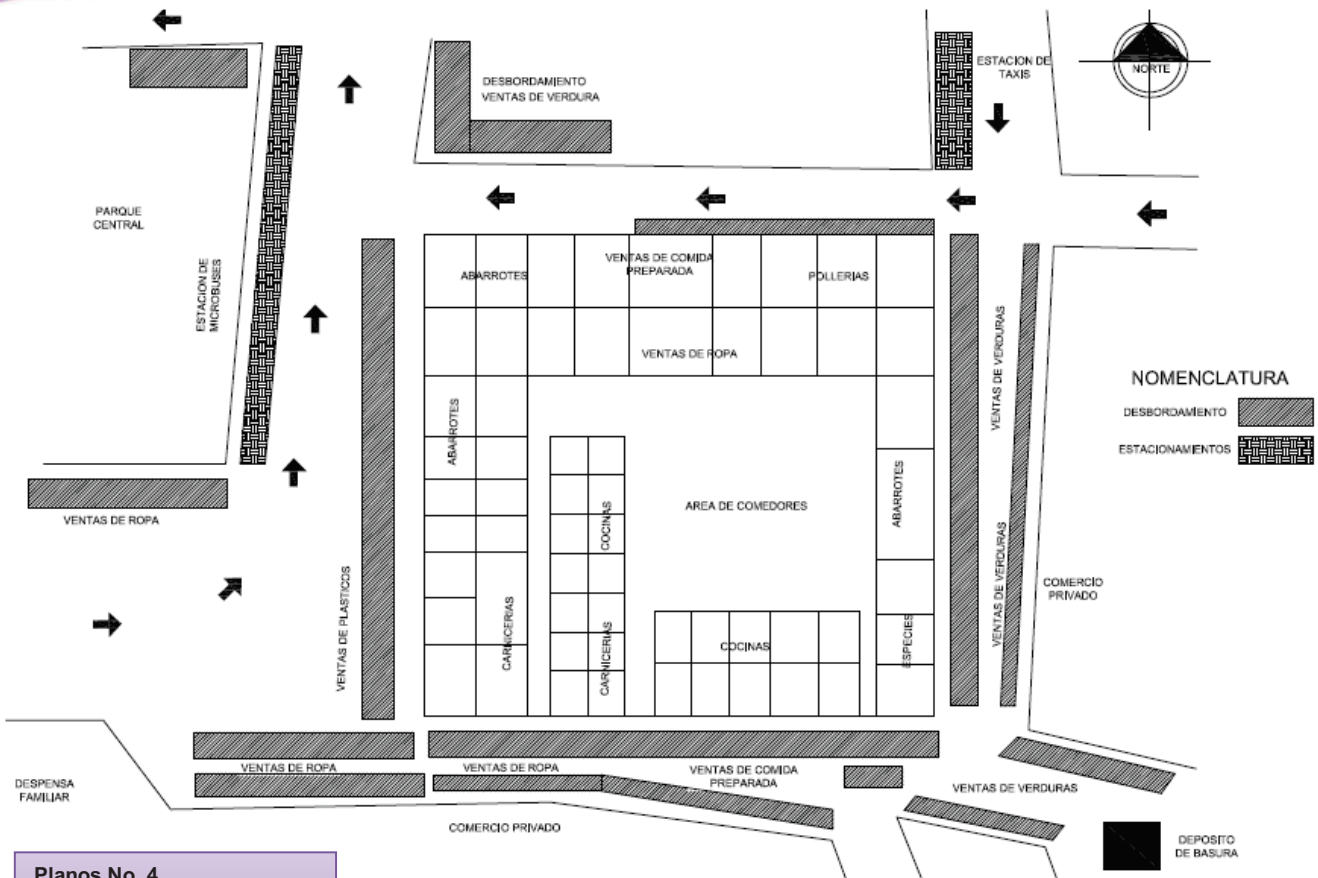 DESBORDAMIENTO
VENTAS DE VERDURA
ESTACION DE
TAXIS
NORTE
PARQUE
CENTRAL
ESTACION DE
MICROBUSES
ABARROTES
VENTAS DE COMIDA
PREPARADA
POLLERIAS
VENTAS DE ROPA
VENTAS DE VERDURAS
NOMENCLATURA
DESBORDAMIENTO
ESTACIONAMIENTOS
ABARROTES
COCINAS
AREA DE COMEDORES
ABARROTES
VENTAS DE ROPA
VENTAS DE PLASTICOS
CARNICERIAS
CARNICERIAS
COCINAS
ESPECIES
VENTAS DE VERDURAS
COMERCIO
PRIVADO
DESPENSA
FAMILIAR
VENTAS DE ROPA
VENTAS DE ROPA
VENTAS DE COMIDA
PREPARADA
VENTAS DE VERDURAS
COMERCIO PRIVADO
DEPOSITO
DE BASURA
Planos No. 4